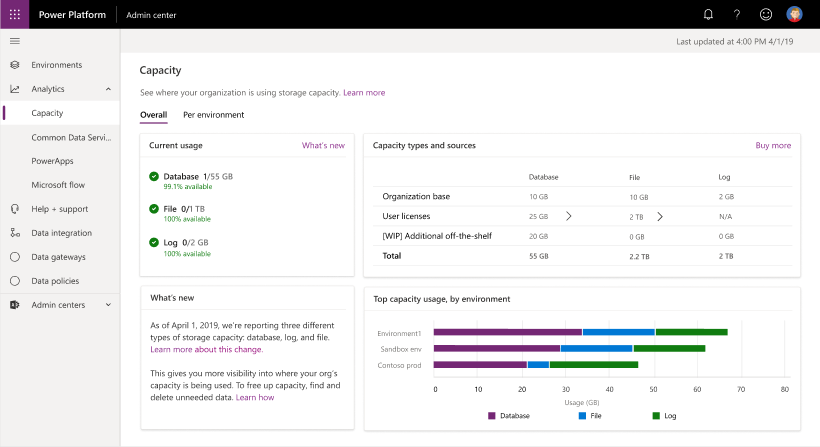 Power Platform Admin center
Last updated at 4:00 PM 4/1/19
Environments
Analytics
Capacity
Common Data Servi...
PowerApps
Microsoft flow
Help + support
Data integration
Data gateways
Data policies
Admin centers
Capacity
See where your organization is using storage capacity. Learn more
Overall Per environment
Current usage What's new
Database 1/55 GB
99.1% available
File 0/1 TB
100% available
Log 0/2 GB
100% available
Capacity types and sources Buy more
Database File Log
Organization base 10 GB 10 GB 2 GB
User licenses 25 GB 2 TB N/A
[WIP] Additional off-the-shelf 20 GB 0 GB 0 GB
Total 55 GB 2.2 TB 2 TB
What's new
As of April 1, 2019, we're reporting three different
types of storage capacity: database, log, and file.
Learn more about this change.
This gives you more visibility into where your org's
capacity is being used. To free up capacity, find and
delete unneeded data. Learn how
Top capacity usage, by environment
Environment1
Sandbox env
Contoso prod
0 10 20 30 40 50 60 70 80
Usage (GB)
Database File Log